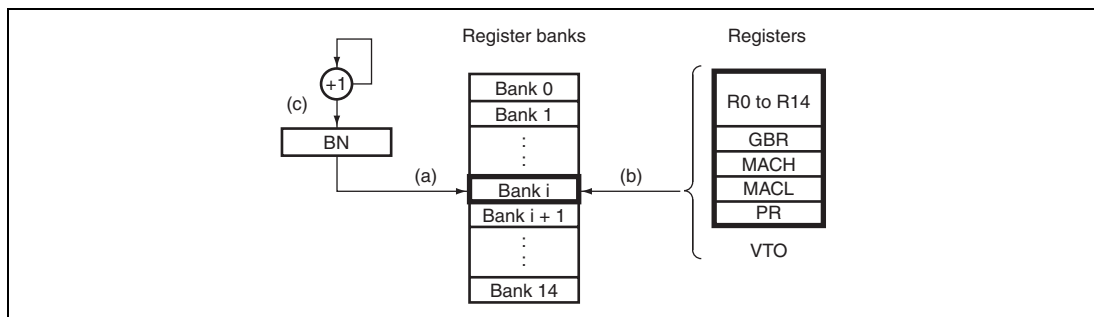 Register banks
Registers
+1
(c)
BN
(a)
Bank 0
Bank 1
:
:
Bank i
Bank i + 1
:
:
Bank 14
(b)
R0 to R14
GBR
MACH
MACL
PR
VTO